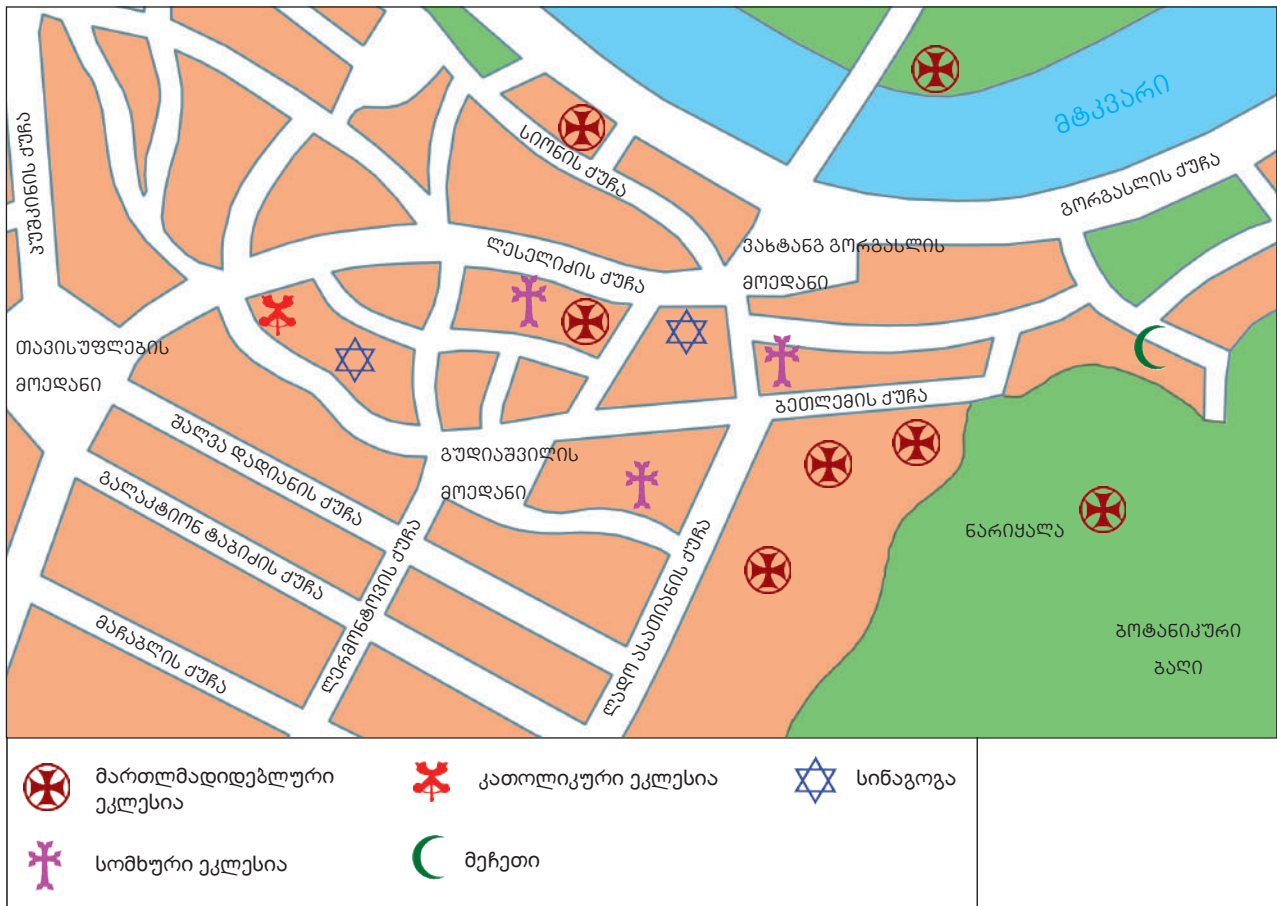 მტკვარი
პუშკინის ქუჩა
სიონის ქუჩა
გორგასლის ქუჩა
ლესელიძის ქუჩა
ვახტანგ გორგასლის
მოედანი
თავისუფლების
მოედანი
ბეთლემის ქუჩა
შალვა დადიანის ქუჩა
გუდიაშვილის
მოედანი
გალაკტიონ ტაბიძის ქუჩა
ლერმონტოვის ქუჩა
ლადო ასათიანის ქუჩა
ნარიყალა
მაჩაბლის ქუჩა
ბოტანიკური
ბაღი
მართლმადიდებლური
ეკლესია
კათოლიკური ეკლესია
სინაგოგა
სომხური ეკლესია
მეჩეთი